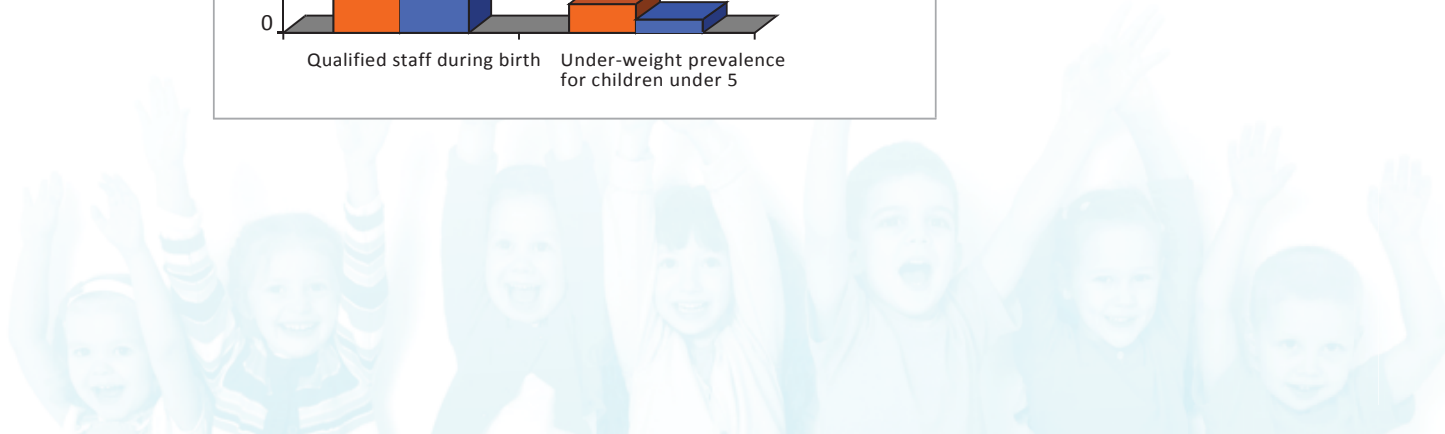 0
Qualified staff during birth
Under-weight prevalence
for children under 5